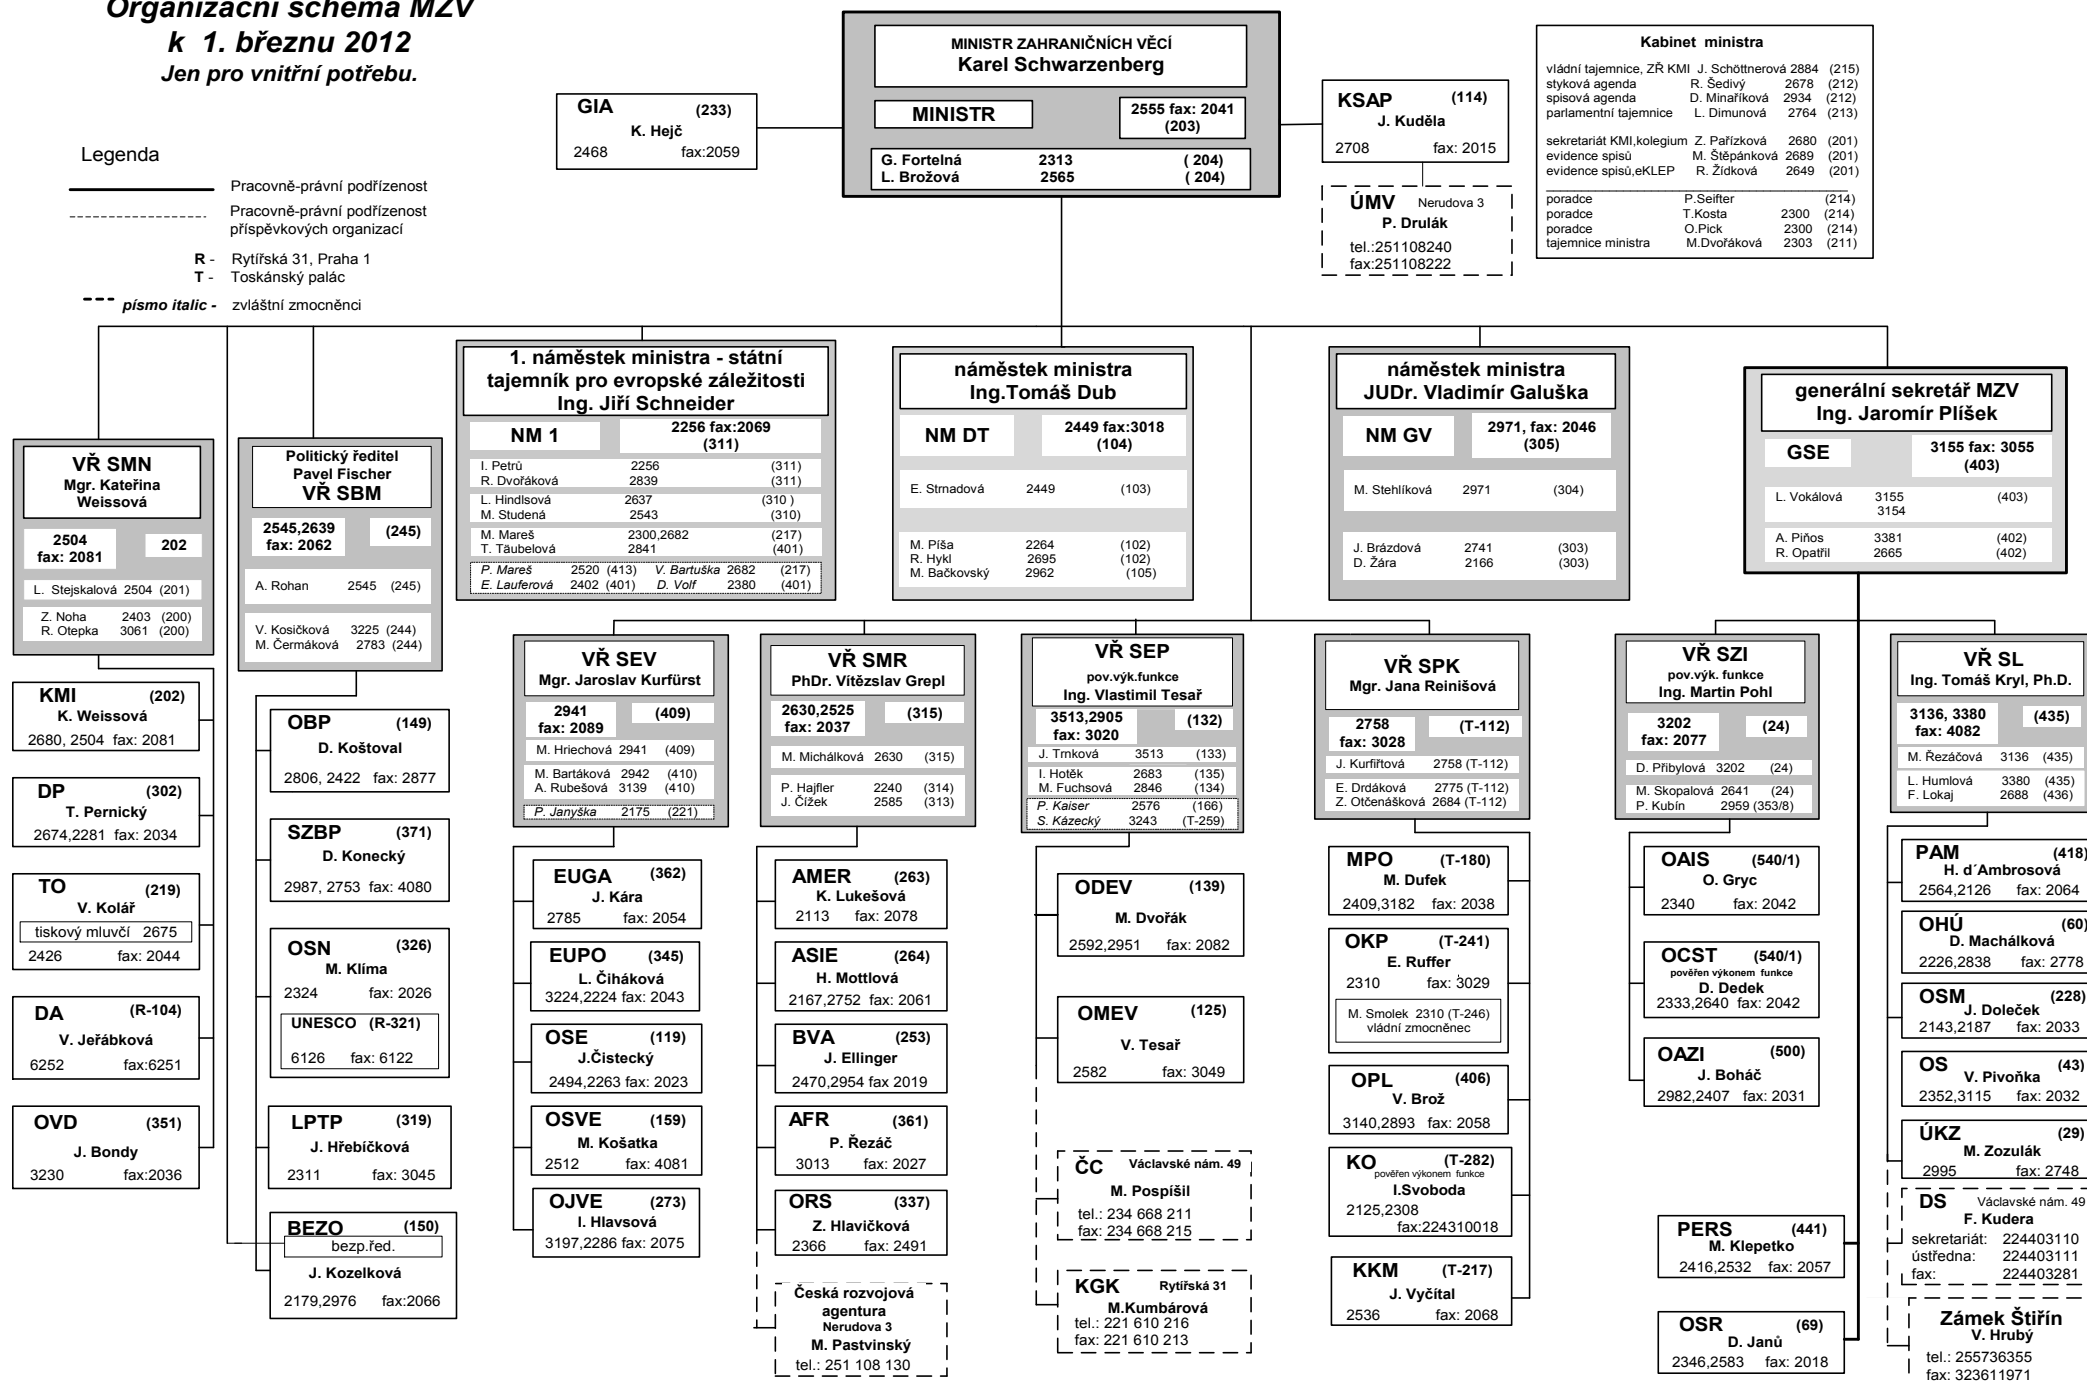 Organizační schéma MZV
k 1. březnu 2012
Jen pro vnitřní potřebu.
Legenda
Pracovně-právní podřízenost
Pracovně-právní podřízenost
příspěvkových organizací
R - Rytířská 31, Praha 1
T - Toskánský palác
písmo italic - zvláštní zmocněnci
GIA (233)
K. Hejč
2468 fax:2059
MINISTR ZAHRANIČNÍCH VĚCÍ
Karel Schwarzenberg
MINISTR
2555 fax: 2041
(203)
G. Fortelná 2313 ( 204)
L. Brožová 2565 ( 204)
KSAP (114)
J. Kuděla
2708 fax: 2015
ÚMV Nerudova 3
P. Drulák
tel.:251108240
fax:251108222
Kabinet ministra
vládní tajemnice, ZŘ KMI J. Schöttnerová 2884 (215)
styková agenda R. Šedivý 2678 (212)
spisová agenda D. Minaříková 2934 (212)
parlamentní tajemnice L. Dimunová 2764 (213)
sekretariát KMI,kolegium Z. Pařízková 2680 (201)
evidence spisů M. Štěpánková 2689 (201)
evidence spisů,eKLEP R. Žídková 2649 (201)
poradce P.Seifter (214)
poradce T.Kosta 2300 (214)
poradce O.Pick 2300 (214)
tajemnice ministra M.Dvořáková 2303 (211)
1. náměstek ministra - státní
tajemník pro evropské záležitosti
Ing. Jiří Schneider
NM 1
2256 fax:2069
(311)
I. Petrů 2256 (311)
R. Dvořáková 2839 (311)
L. Hindlsová 2637 (310 )
M. Studená 2543 (310)
M. Mareš 2300,2682 (217)
T. Täubelová 2841 (401)
P. Mareš 2520 (413) V. Bartuška 2682 (217)
E. Lauferová 2402 (401) D. Volf 2380 (401)
náměstek ministra
Ing.Tomáš Dub
NM DT
2449 fax:3018
(104)
E. Strnadová 2449 (103)
M. Píša 2264 (102)
R. Hykl 2695 (102)
M. Bačkovský 2962 (105)
náměstek ministra
JUDr. Vladimír Galuška
NM GV
2971, fax: 2046
(305)
M. Stehlíková 2971 (304)
J. Brázdová 2741 (303)
D. Žára 2166 (303)
generální sekretář MZV
Ing. Jaromír Plíšek
GSE
3155 fax: 3055
(403)
L. Vokálová 3155 (403)
3154
A. Piňos 3381 (402)
R. Opatřil 2665 (402)
VŘ SMN
Mgr. Kateřina
Weissová
2504
fax: 2081
202
L. Stejskalová 2504 (201)
Z. Noha 2403 (200)
R. Otepka 3061 (200)
Politický ředitel
Pavel Fischer
VŘ SBM
2545,2639
fax: 2062
(245)
A. Rohan 2545 (245)
V. Kosičková 3225 (244)
M. Čermáková 2783 (244)
KMI (202)
K. Weissová
2680, 2504 fax: 2081
DP (302)
T. Pernický
2674,2281 fax: 2034
TO (219)
V. Kolář
tiskový mluvčí 2675
2426 fax: 2044
DA (R-104)
V. Jeřábková
6252 fax:6251
OVD (351)
J. Bondy
3230 fax:2036
OBP (149)
D. Koštoval
2806, 2422 fax: 2877
SZBP (371)
D. Konecký
2987, 2753 fax: 4080
OSN (326)
M. Klíma
2324 fax: 2026
UNESCO (R-321)
6126 fax: 6122
LPTP (319)
J. Hřebíčková
2311 fax: 3045
BEZO (150)
bezp.řed.
J. Kozelková
2179,2976 fax:2066
VŘ SEV
Mgr. Jaroslav Kurfürst
2941
fax: 2089
(409)
M. Hriechová 2941 (409)
M. Bartáková 2942 (410)
A. Rubešová 3139 (410)
P. Janyška 2175 (221)
EUGA (362)
J. Kára
2785 fax: 2054
EUPO (345)
L. Čiháková
3224,2224 fax: 2043
OSE (119)
J.Čistecký
2494,2263 fax: 2023
OSVE (159)
M. Košatka
2512 fax: 4081
OJVE (273)
I. Hlavsová
3197,2286 fax: 2075
VŘ SMR
PhDr. Vítězslav Grepl
2630,2525
fax: 2037
(315)
M. Michálková 2630 (315)
P. Hajfler 2240 (314)
J. Čížek 2585 (313)
AMER (263)
K. Lukešová
2113 fax: 2078
ASIE (264)
H. Mottlová
2167,2752 fax: 2061
BVA (253)
J. Ellinger
2470,2954 fax 2019
AFR (361)
P. Řezáč
3013 fax: 2027
ORS (337)
Z. Hlavičková
2366 fax: 2491
Česká rozvojová
agentura
Nerudova 3
M. Pastvinský
tel.: 251 108 130
VŘ SEP
pov.výk.funkce
Ing. Vlastimil Tesař
3513,2905
fax: 3020
(132)
J. Trnková 3513 (133)
I. Hotěk 2683 (135)
M. Fuchsová 2846 (134)
P. Kaiser 2576 (166)
S. Kázecký 3243 (T-259)
ODEV (139)
M. Dvořák
2592,2951 fax: 2082
OMEV (125)
V. Tesař
2582 fax: 3049
ČC Václavské nám. 49
M. Pospíšil
tel.: 234 668 211
fax: 234 668 215
KGK Rytířská 31
M.Kumbárová
tel.: 221 610 216
fax: 221 610 213
VŘ SPK
Mgr. Jana Reinišová
2758
fax: 3028
(T-112)
J. Kurfiřtová 2758 (T-112)
E. Drdáková 2775 (T-112)
Z. Otčenášková 2684 (T-112)
MPO (T-180)
M. Dufek
2409,3182 fax: 2038
OKP (T-241)
E. Ruffer
2310 fax: 3029
M. Smolek 2310 (T-246)
vládní zmocněnec
OPL (406)
V. Brož
3140,2893 fax: 2058
KO (T-282)
pověřen výkonem funkce
I.Svoboda
2125,2308
fax:224310018
KKM (T-217)
J. Vyčítal
2536 fax: 2068
VŘ SZI
pov.výk. funkce
Ing. Martin Pohl
3202
fax: 2077
(24)
D. Přibylová 3202 (24)
M. Skopalová 2641 (24)
P. Kubín 2959 (353/8)
OAIS (540/1)
O. Gryc
2340 fax: 2042
OCST (540/1)
pověřen výkonem funkce
D. Dedek
2333,2640 fax: 2042
OAZI (500)
J. Boháč
2982,2407 fax: 2031
PERS (441)
M. Klepetko
2416,2532 fax: 2057
OSR (69)
D. Janů
2346,2583 fax: 2018
VŘ SL
Ing. Tomáš Kryl, Ph.D.
3136, 3380
fax: 4082
(435)
M. Řezáčová 3136 (435)
L. Humlová 3380 (435)
F. Lokaj 2688 (436)
PAM (418)
H. d´Ambrosová
2564,2126 fax: 2064
OHÚ (60)
D. Machálková
2226,2838 fax: 2778
OSM (228)
J. Doleček
2143,2187 fax: 2033
OS (43)
V. Pivoňka
2352,3115 fax: 2032
ÚKZ (29)
M. Zozulák
2995 fax: 2748
DS Václavské nám. 49
F. Kudera
sekretariát: 224403110
ústředna: 224403111
fax: 224403281
Zámek Štiřín
V. Hrubý
tel.: 255736355
fax: 323611971